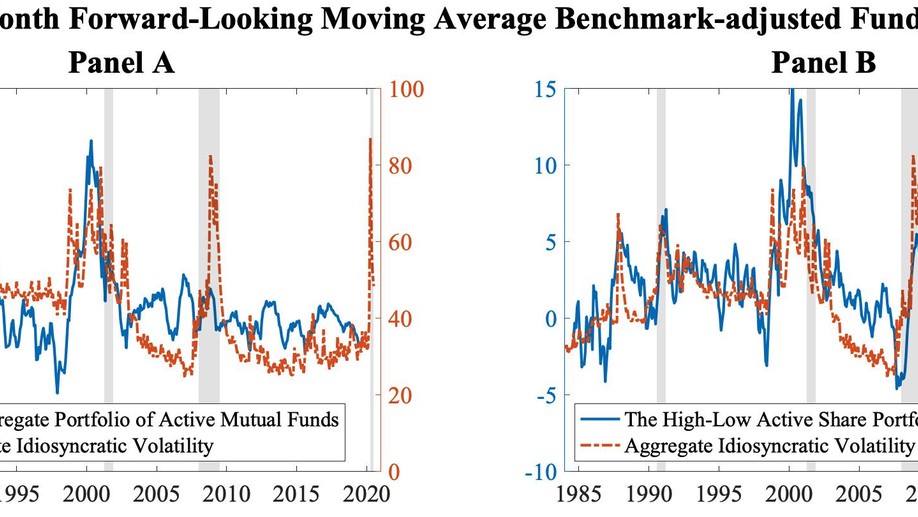 onth Forward-Looking Moving Average Benchmark-adjusted Fund
Panel A
Panel B
100
80
60
40
20
0
995 2000 2005 2010 2015 2020
regate Portfolio of Active Mutual Funds
te Idiosyncratic Volatility
15
10
5
0
-5
-10
1985 1990 1995 2000 2005 2
The High-Low Active Share Portfo
Aggregate Idiosyncratic Volatility